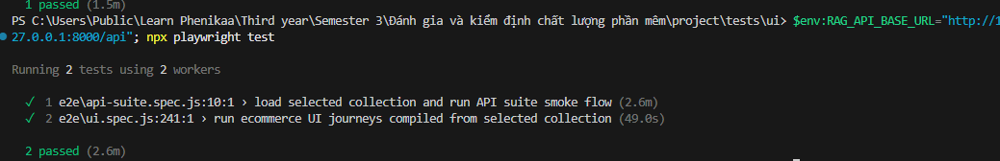 1 passed (1.5m)
PS C:\Users\Public\Learn Phenikaa\Third year\Semester 3\Đánh gia và kiểm định chất lượng phần mêm\project\tests\ui> $env:RAG_API_BASE_URL="http://1
27.0.0.1:8000/api"; npx playwright test
Running 2 tests using 2 workers
✓ 1 e2e\api-suite.spec.js:10:1 › load selected collection and run API suite smoke flow (2.6m)
✓ 2 e2e\ui.spec.js:241:1 › run ecommerce UI journeys compiled from selected collection (49.0s)
2 passed (2.6m)